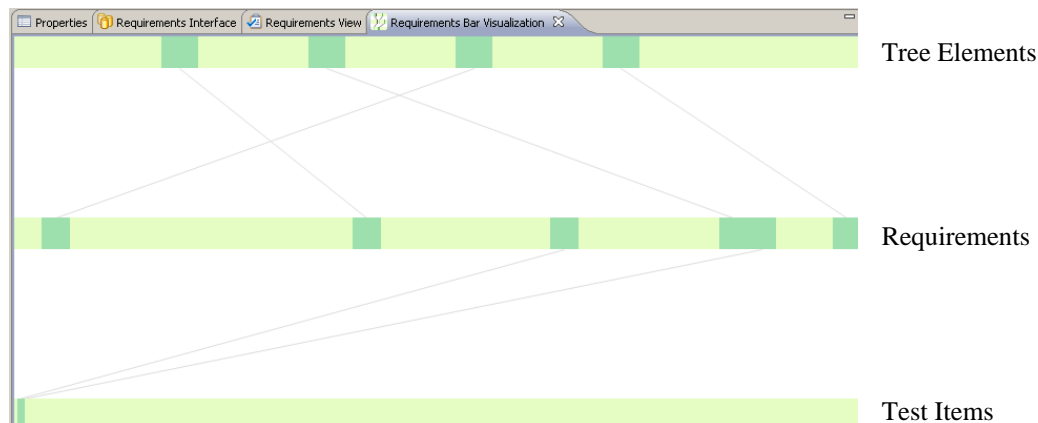 Properties Requirements Interface Requirements View Requirements Bar Visualization
Tree Elements
Requirements
Test Items